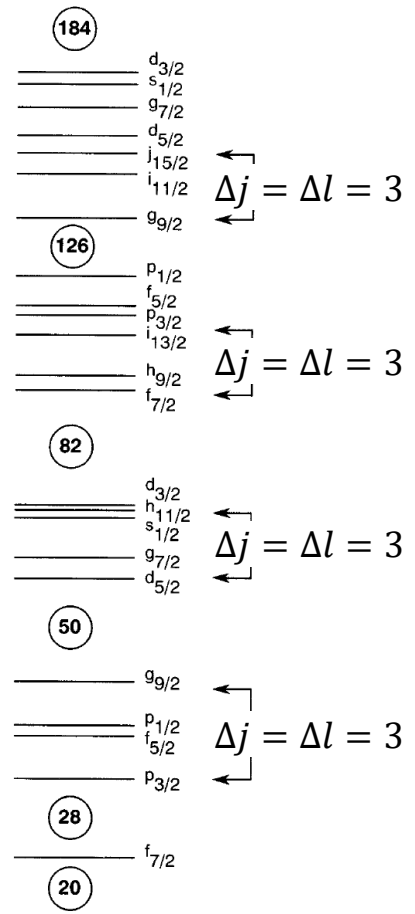 184
d3/2
s1/2
g7/2
d5/2
j15/2
i11/2
g9/2
Δj = Δl = 3
126
p1/2
f5/2
p3/2
i13/2
h9/2
f7/2
Δj = Δl = 3
82
d3/2
h11/2
s1/2
g7/2
d5/2
Δj = Δl = 3
50
g9/2
p1/2
f5/2
p3/2
Δj = Δl = 3
28
f7/2
20